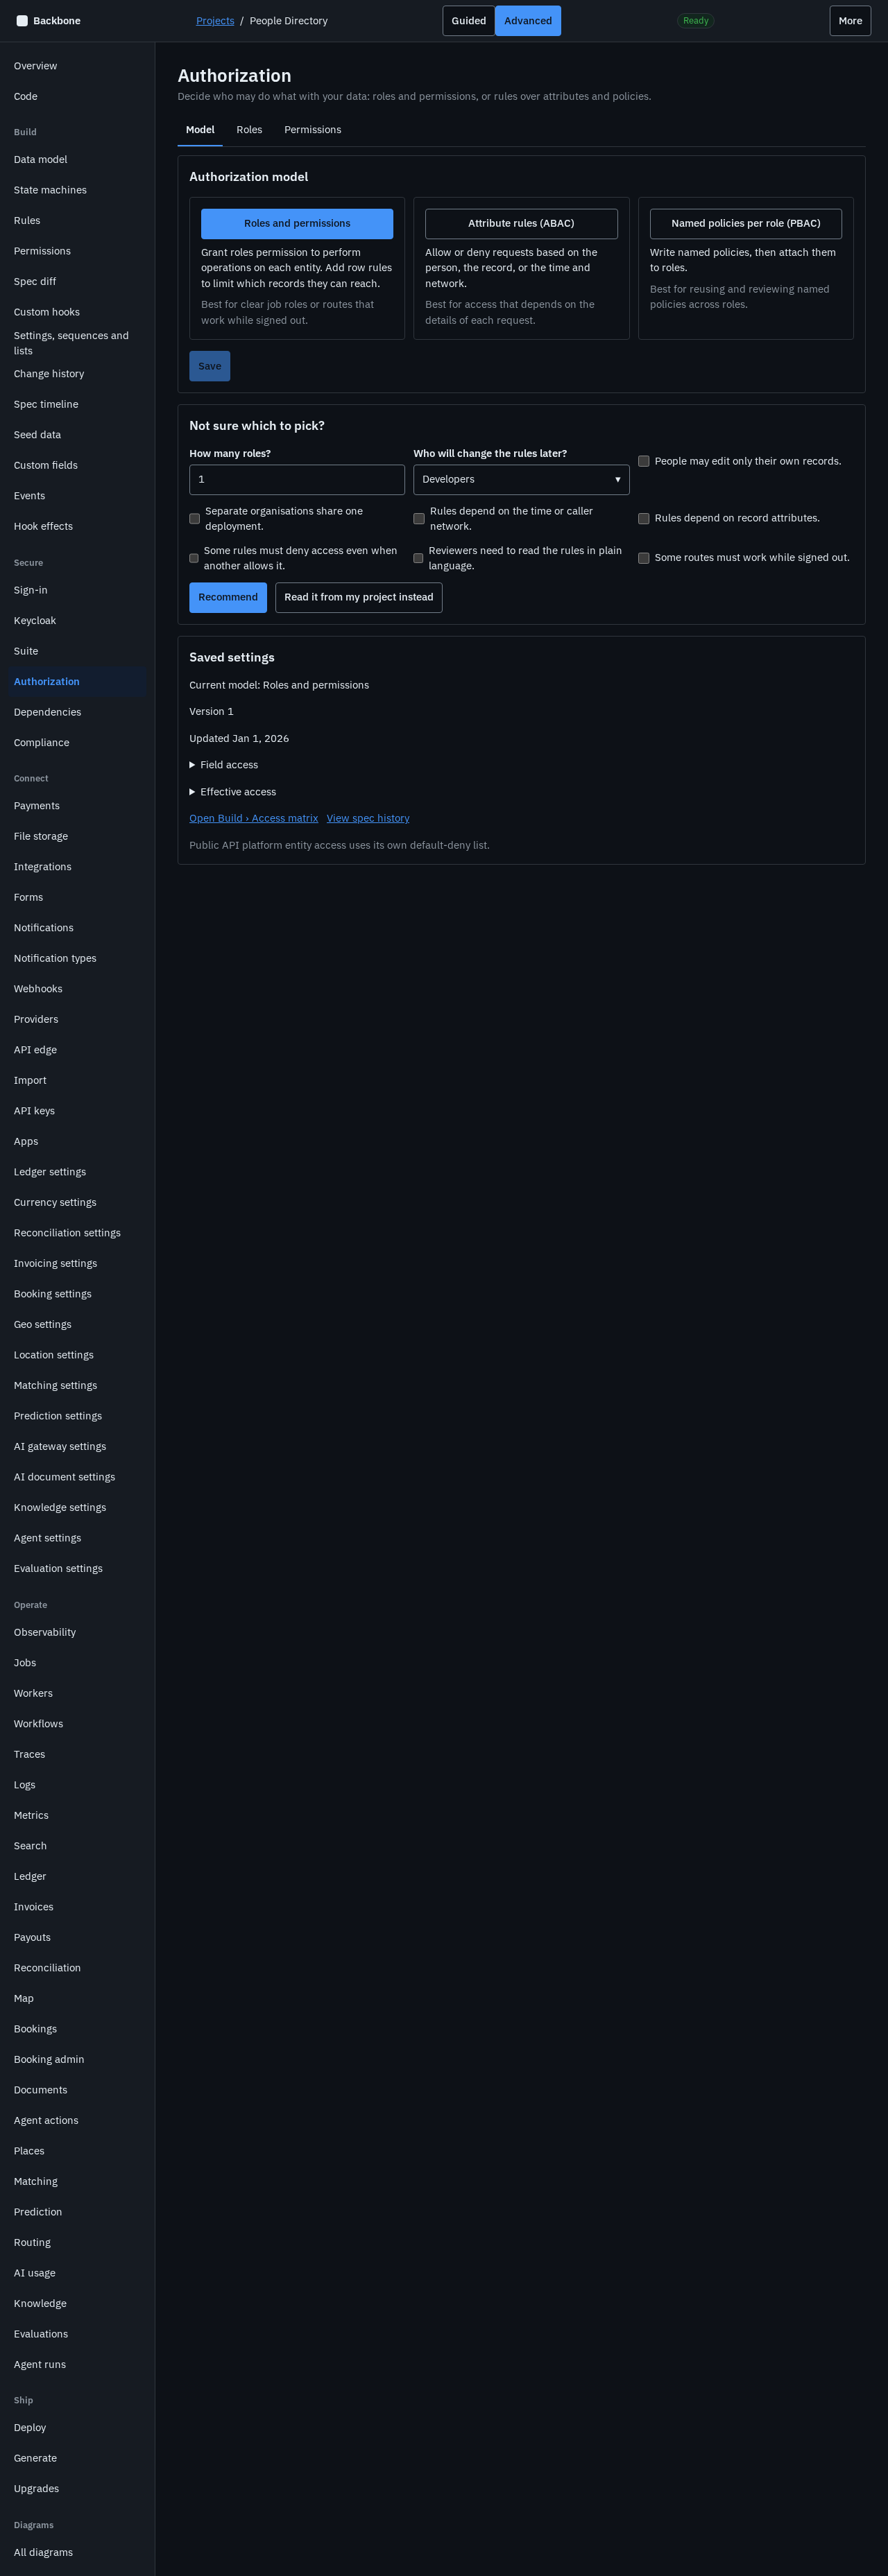 Backbone
Projects / People Directory
Guided
Advanced
Ready
More
Overview
Code
Build
Data model
State machines
Rules
Permissions
Spec diff
Custom hooks
Settings, sequences and
lists
Change history
Spec timeline
Seed data
Custom fields
Events
Hook effects
Secure
Sign-in
Keycloak
Suite
Authorization
Dependencies
Compliance
Connect
Payments
File storage
Integrations
Forms
Notifications
Notification types
Webhooks
Providers
API edge
Import
API keys
Apps
Ledger settings
Currency settings
Reconciliation settings
Invoicing settings
Booking settings
Geo settings
Location settings
Matching settings
Prediction settings
AI gateway settings
AI document settings
Knowledge settings
Agent settings
Evaluation settings
Operate
Observability
Jobs
Workers
Workflows
Traces
Logs
Metrics
Search
Ledger
Invoices
Payouts
Reconciliation
Map
Bookings
Booking admin
Documents
Agent actions
Places
Matching
Prediction
Routing
AI usage
Knowledge
Evaluations
Agent runs
Ship
Deploy
Generate
Upgrades
Diagrams
All diagrams
Authorization
Decide who may do what with your data: roles and permissions, or rules over attributes and policies.
Model
Roles
Permissions
Authorization model
Roles and permissions
Grant roles permission to perform
operations on each entity. Add row rules
to limit which records they can reach.
Best for clear job roles or routes that
work while signed out.
Attribute rules (ABAC)
Allow or deny requests based on the
person, the record, or the time and
network.
Best for access that depends on the
details of each request.
Named policies per role (PBAC)
Write named policies, then attach them
to roles.
Best for reusing and reviewing named
policies across roles.
Save
Not sure which to pick?
How many roles?
1
Who will change the rules later?
Developers
People may edit only their own records.
Separate organisations share one
deployment.
Rules depend on the time or caller
network.
Rules depend on record attributes.
Some rules must deny access even when
another allows it.
Reviewers need to read the rules in plain
language.
Some routes must work while signed out.
Recommend
Read it from my project instead
Saved settings
Current model: Roles and permissions
Version 1
Updated Jan 1, 2026
Field access
Effective access
Open Build › Access matrix
View spec history
Public API platform entity access uses its own default-deny list.